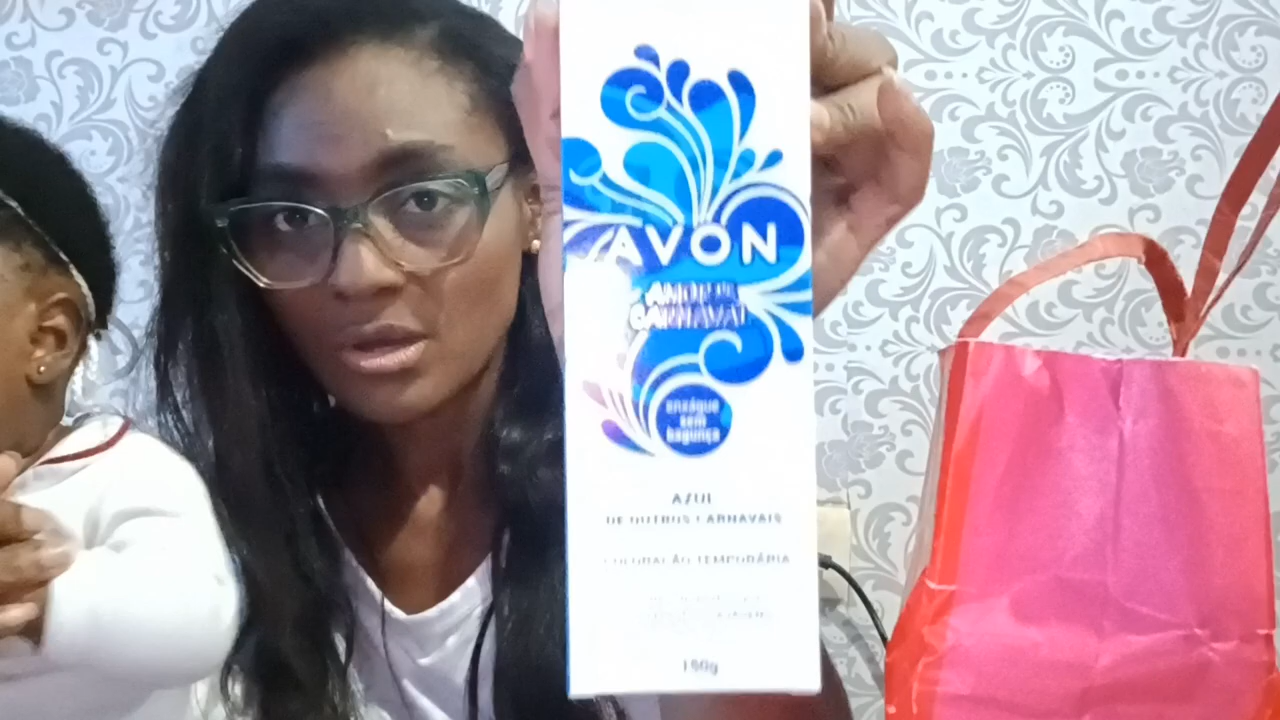 AVON
AMOR DE
CARNAVAL
enxágue
sem
bagunça
AZUL
DE OUTROS CARNAVAIS
COLORAÇÃO TEMPORÁRIA
150g